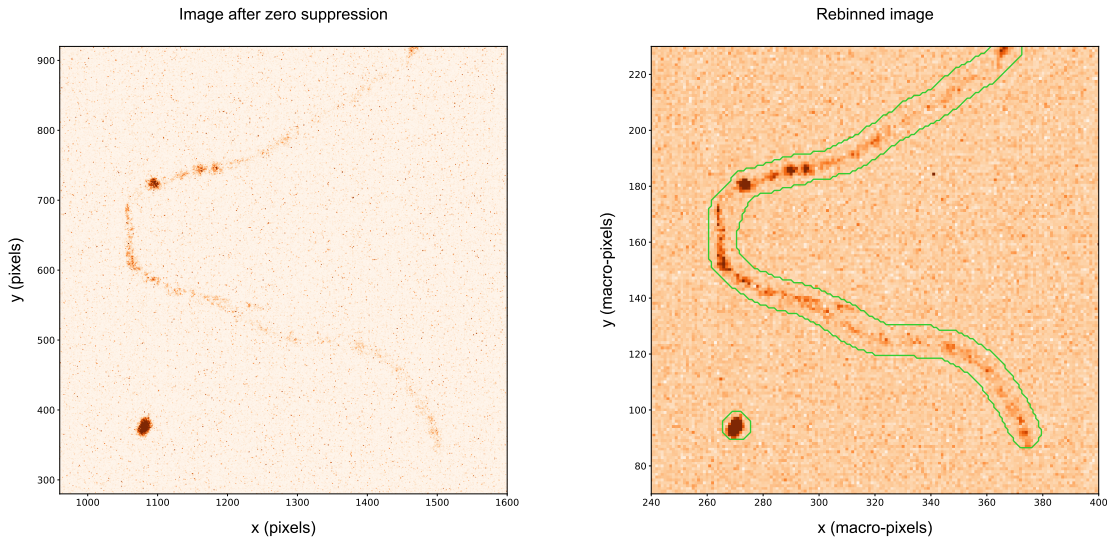 Image after zero suppression
900
800
700
600
500
400
300
1000 1100 1200 1300 1400 1500 1600
y (pixels)
x (pixels)
Rebinned image
220
200
180
160
140
120
100
80
240 260 280 300 320 340 360 380 400
y (macro-pixels)
x (macro-pixels)